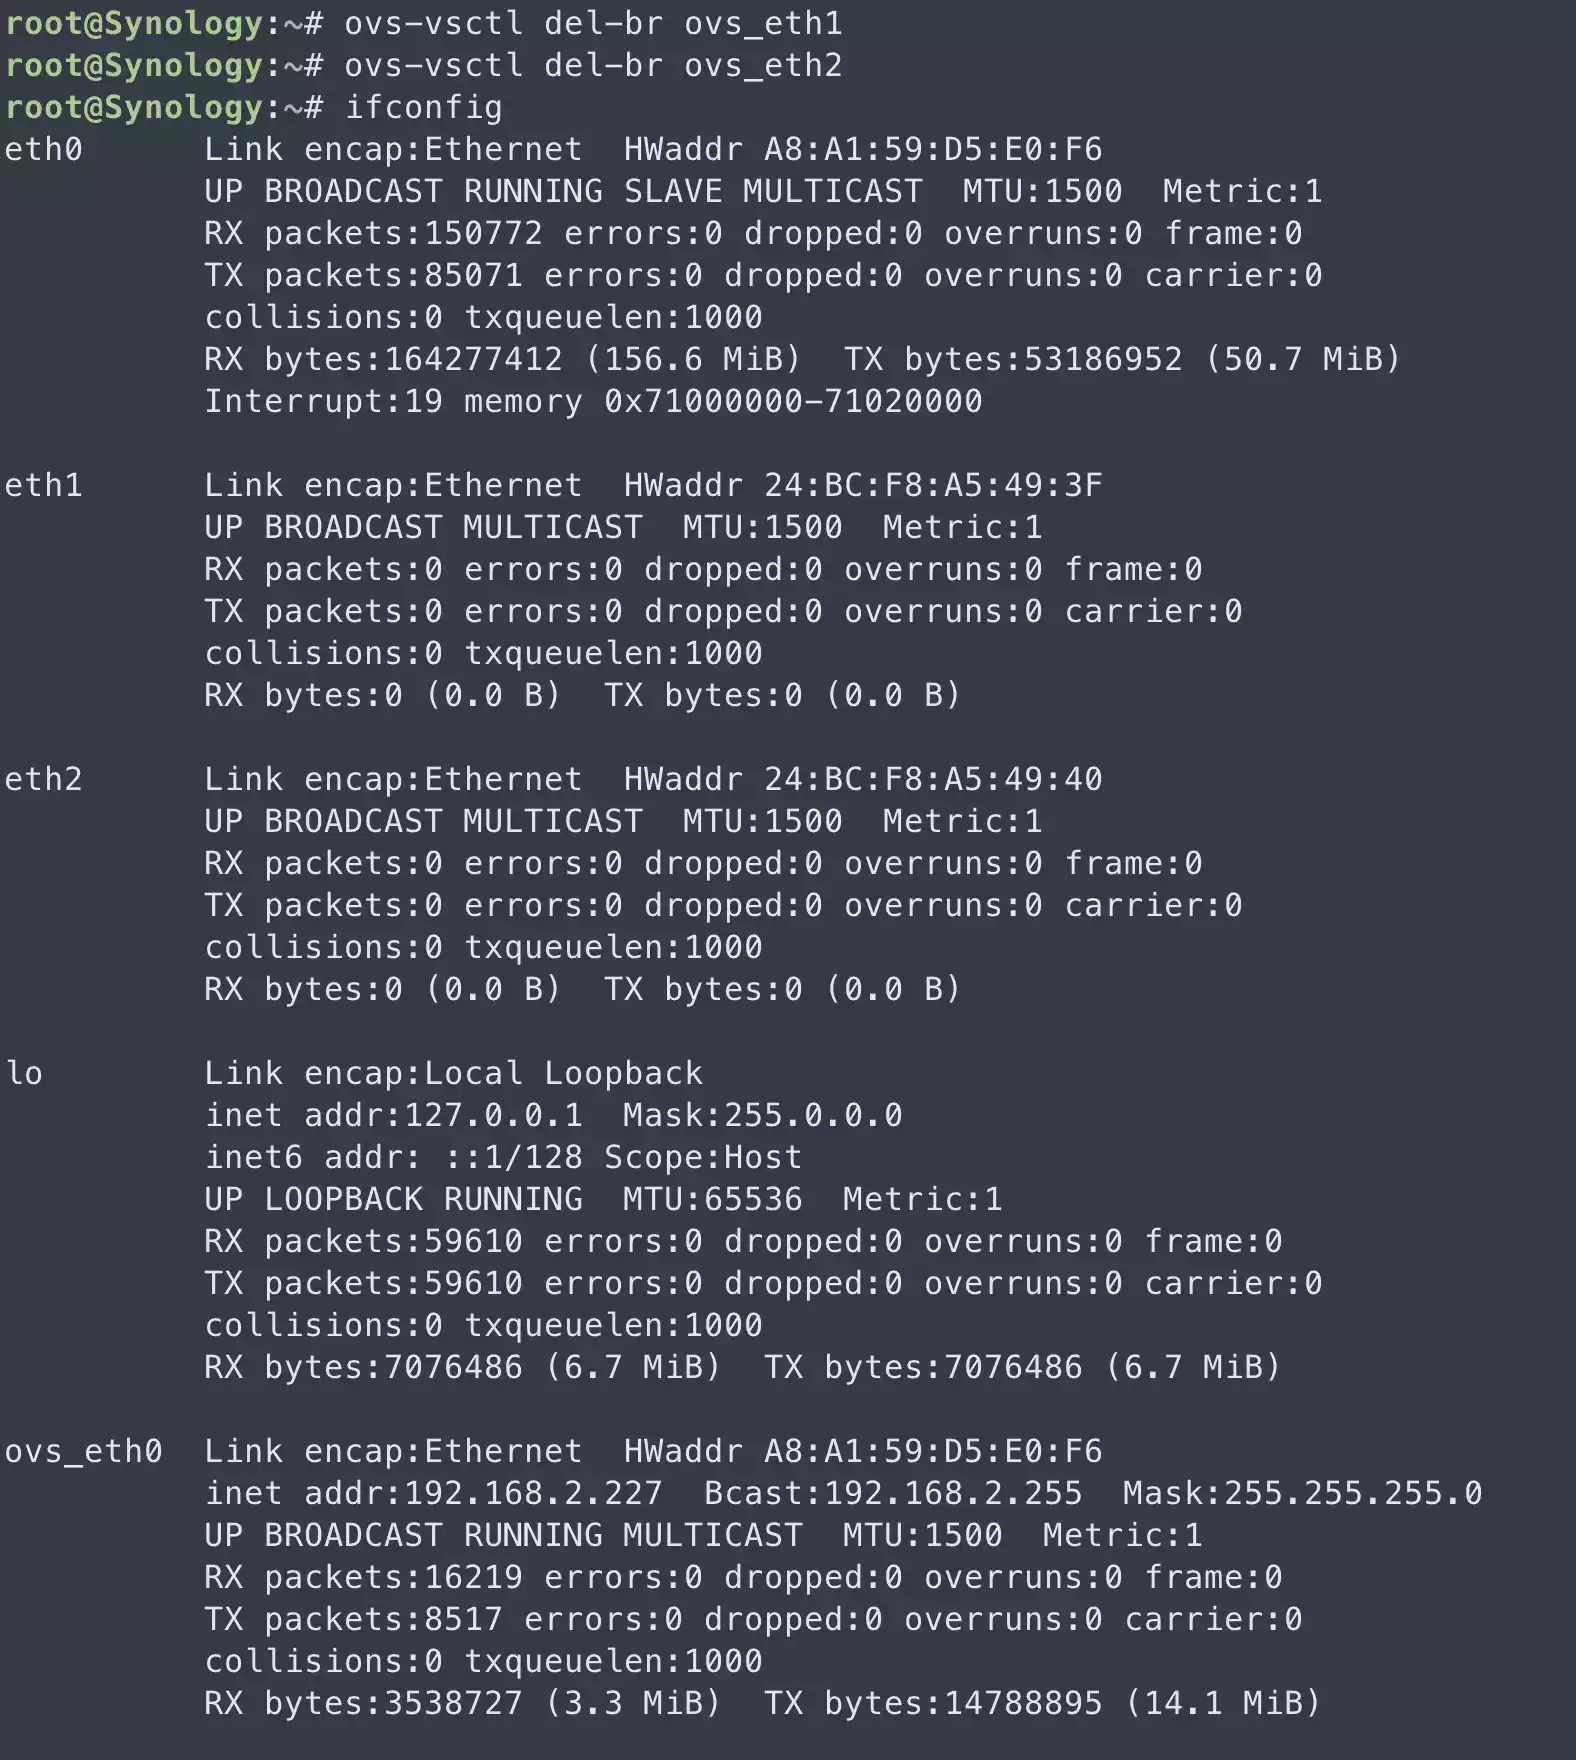 root@Synology:~# ovs-vsctl del-br ovs_eth1
root@Synology:~# ovs-vsctl del-br ovs_eth2
root@Synology:~# ifconfig
eth0      Link encap:Ethernet  HWaddr A8:A1:59:D5:E0:F6
          UP BROADCAST RUNNING SLAVE MULTICAST  MTU:1500  Metric:1
          RX packets:150772 errors:0 dropped:0 overruns:0 frame:0
          TX packets:85071 errors:0 dropped:0 overruns:0 carrier:0
          collisions:0 txqueuelen:1000
          RX bytes:164277412 (156.6 MiB)  TX bytes:53186952 (50.7 MiB)
          Interrupt:19 memory 0x71000000-71020000

eth1      Link encap:Ethernet  HWaddr 24:BC:F8:A5:49:3F
          UP BROADCAST MULTICAST  MTU:1500  Metric:1
          RX packets:0 errors:0 dropped:0 overruns:0 frame:0
          TX packets:0 errors:0 dropped:0 overruns:0 carrier:0
          collisions:0 txqueuelen:1000
          RX bytes:0 (0.0 B)  TX bytes:0 (0.0 B)

eth2      Link encap:Ethernet  HWaddr 24:BC:F8:A5:49:40
          UP BROADCAST MULTICAST  MTU:1500  Metric:1
          RX packets:0 errors:0 dropped:0 overruns:0 frame:0
          TX packets:0 errors:0 dropped:0 overruns:0 carrier:0
          collisions:0 txqueuelen:1000
          RX bytes:0 (0.0 B)  TX bytes:0 (0.0 B)

lo        Link encap:Local Loopback
          inet addr:127.0.0.1  Mask:255.0.0.0
          inet6 addr: ::1/128 Scope:Host
          UP LOOPBACK RUNNING  MTU:65536  Metric:1
          RX packets:59610 errors:0 dropped:0 overruns:0 frame:0
          TX packets:59610 errors:0 dropped:0 overruns:0 carrier:0
          collisions:0 txqueuelen:1000
          RX bytes:7076486 (6.7 MiB)  TX bytes:7076486 (6.7 MiB)

ovs_eth0  Link encap:Ethernet  HWaddr A8:A1:59:D5:E0:F6
          inet addr:192.168.2.227  Bcast:192.168.2.255  Mask:255.255.255.0
          UP BROADCAST RUNNING MULTICAST  MTU:1500  Metric:1
          RX packets:16219 errors:0 dropped:0 overruns:0 frame:0
          TX packets:8517 errors:0 dropped:0 overruns:0 carrier:0
          collisions:0 txqueuelen:1000
          RX bytes:3538727 (3.3 MiB)  TX bytes:14788895 (14.1 MiB)